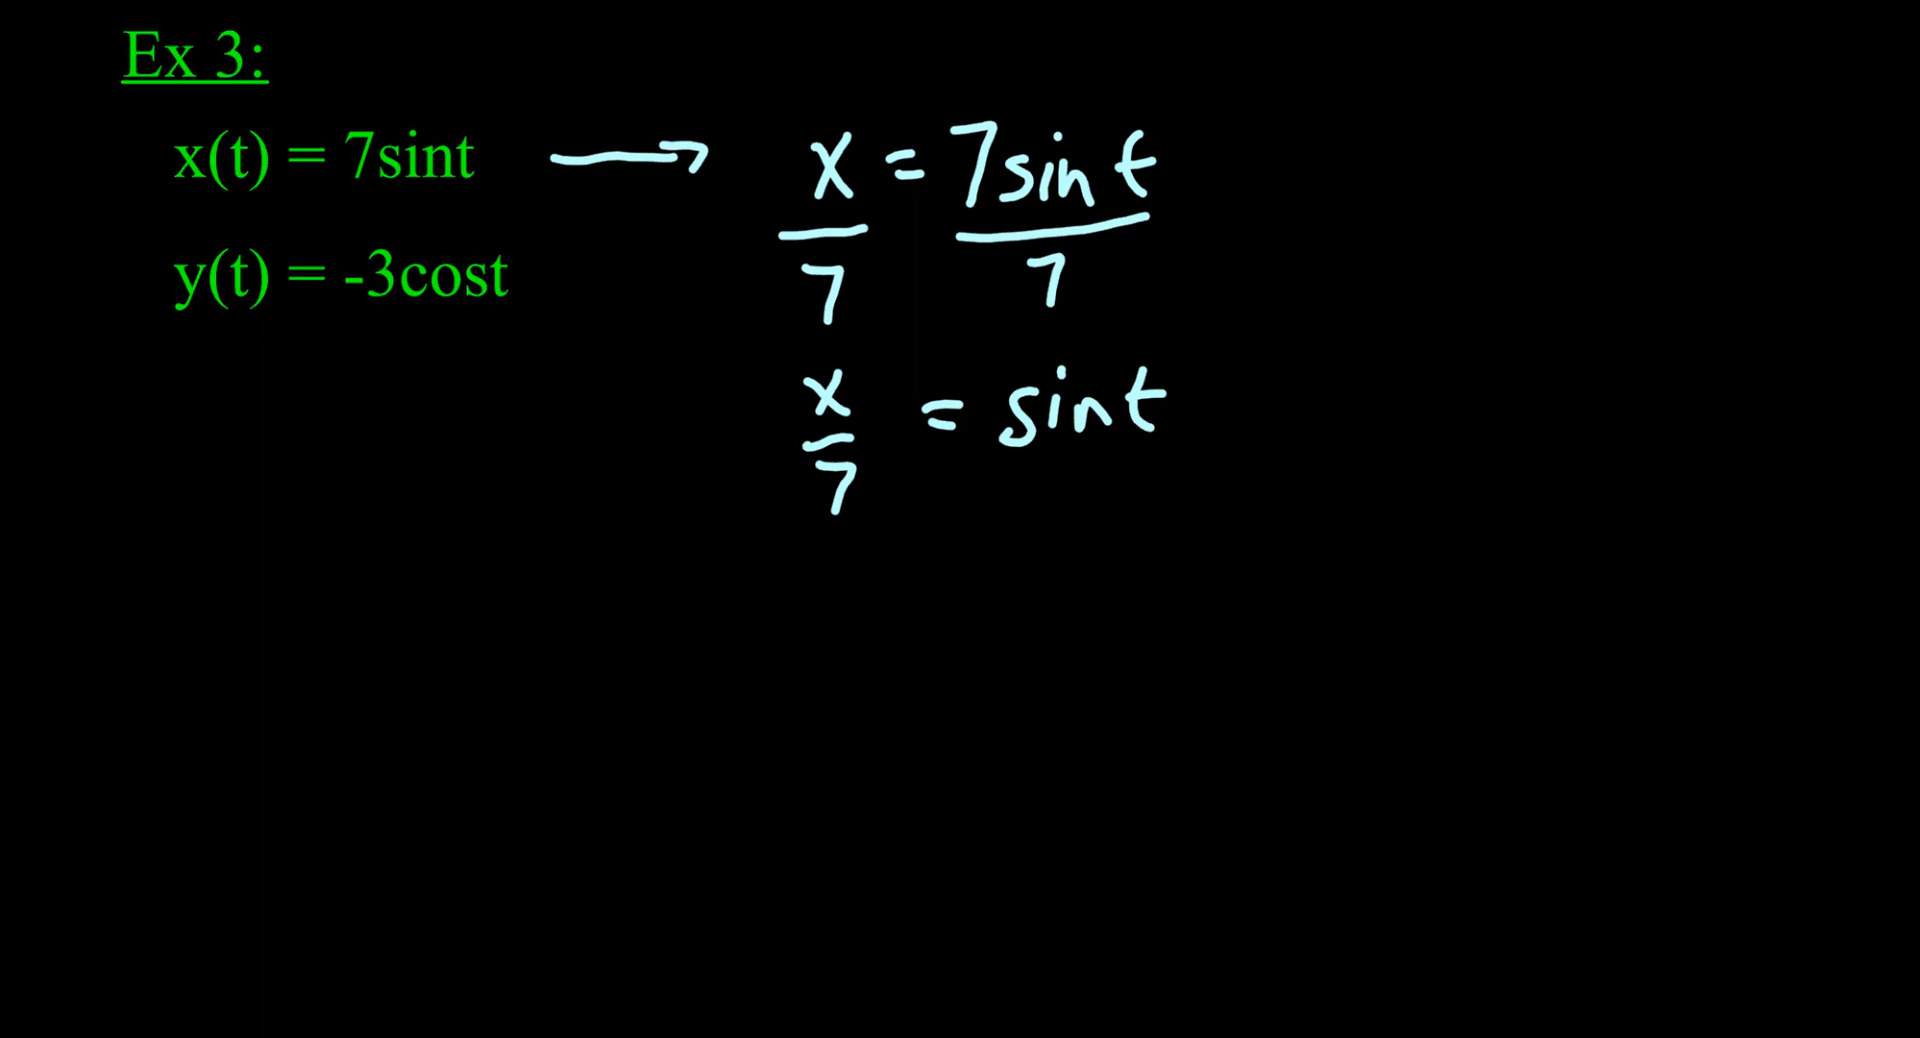 Ex 3:
x(t) = 7sint
x = 7sint
7 7
y(t) = -3cost
x/7 = sint